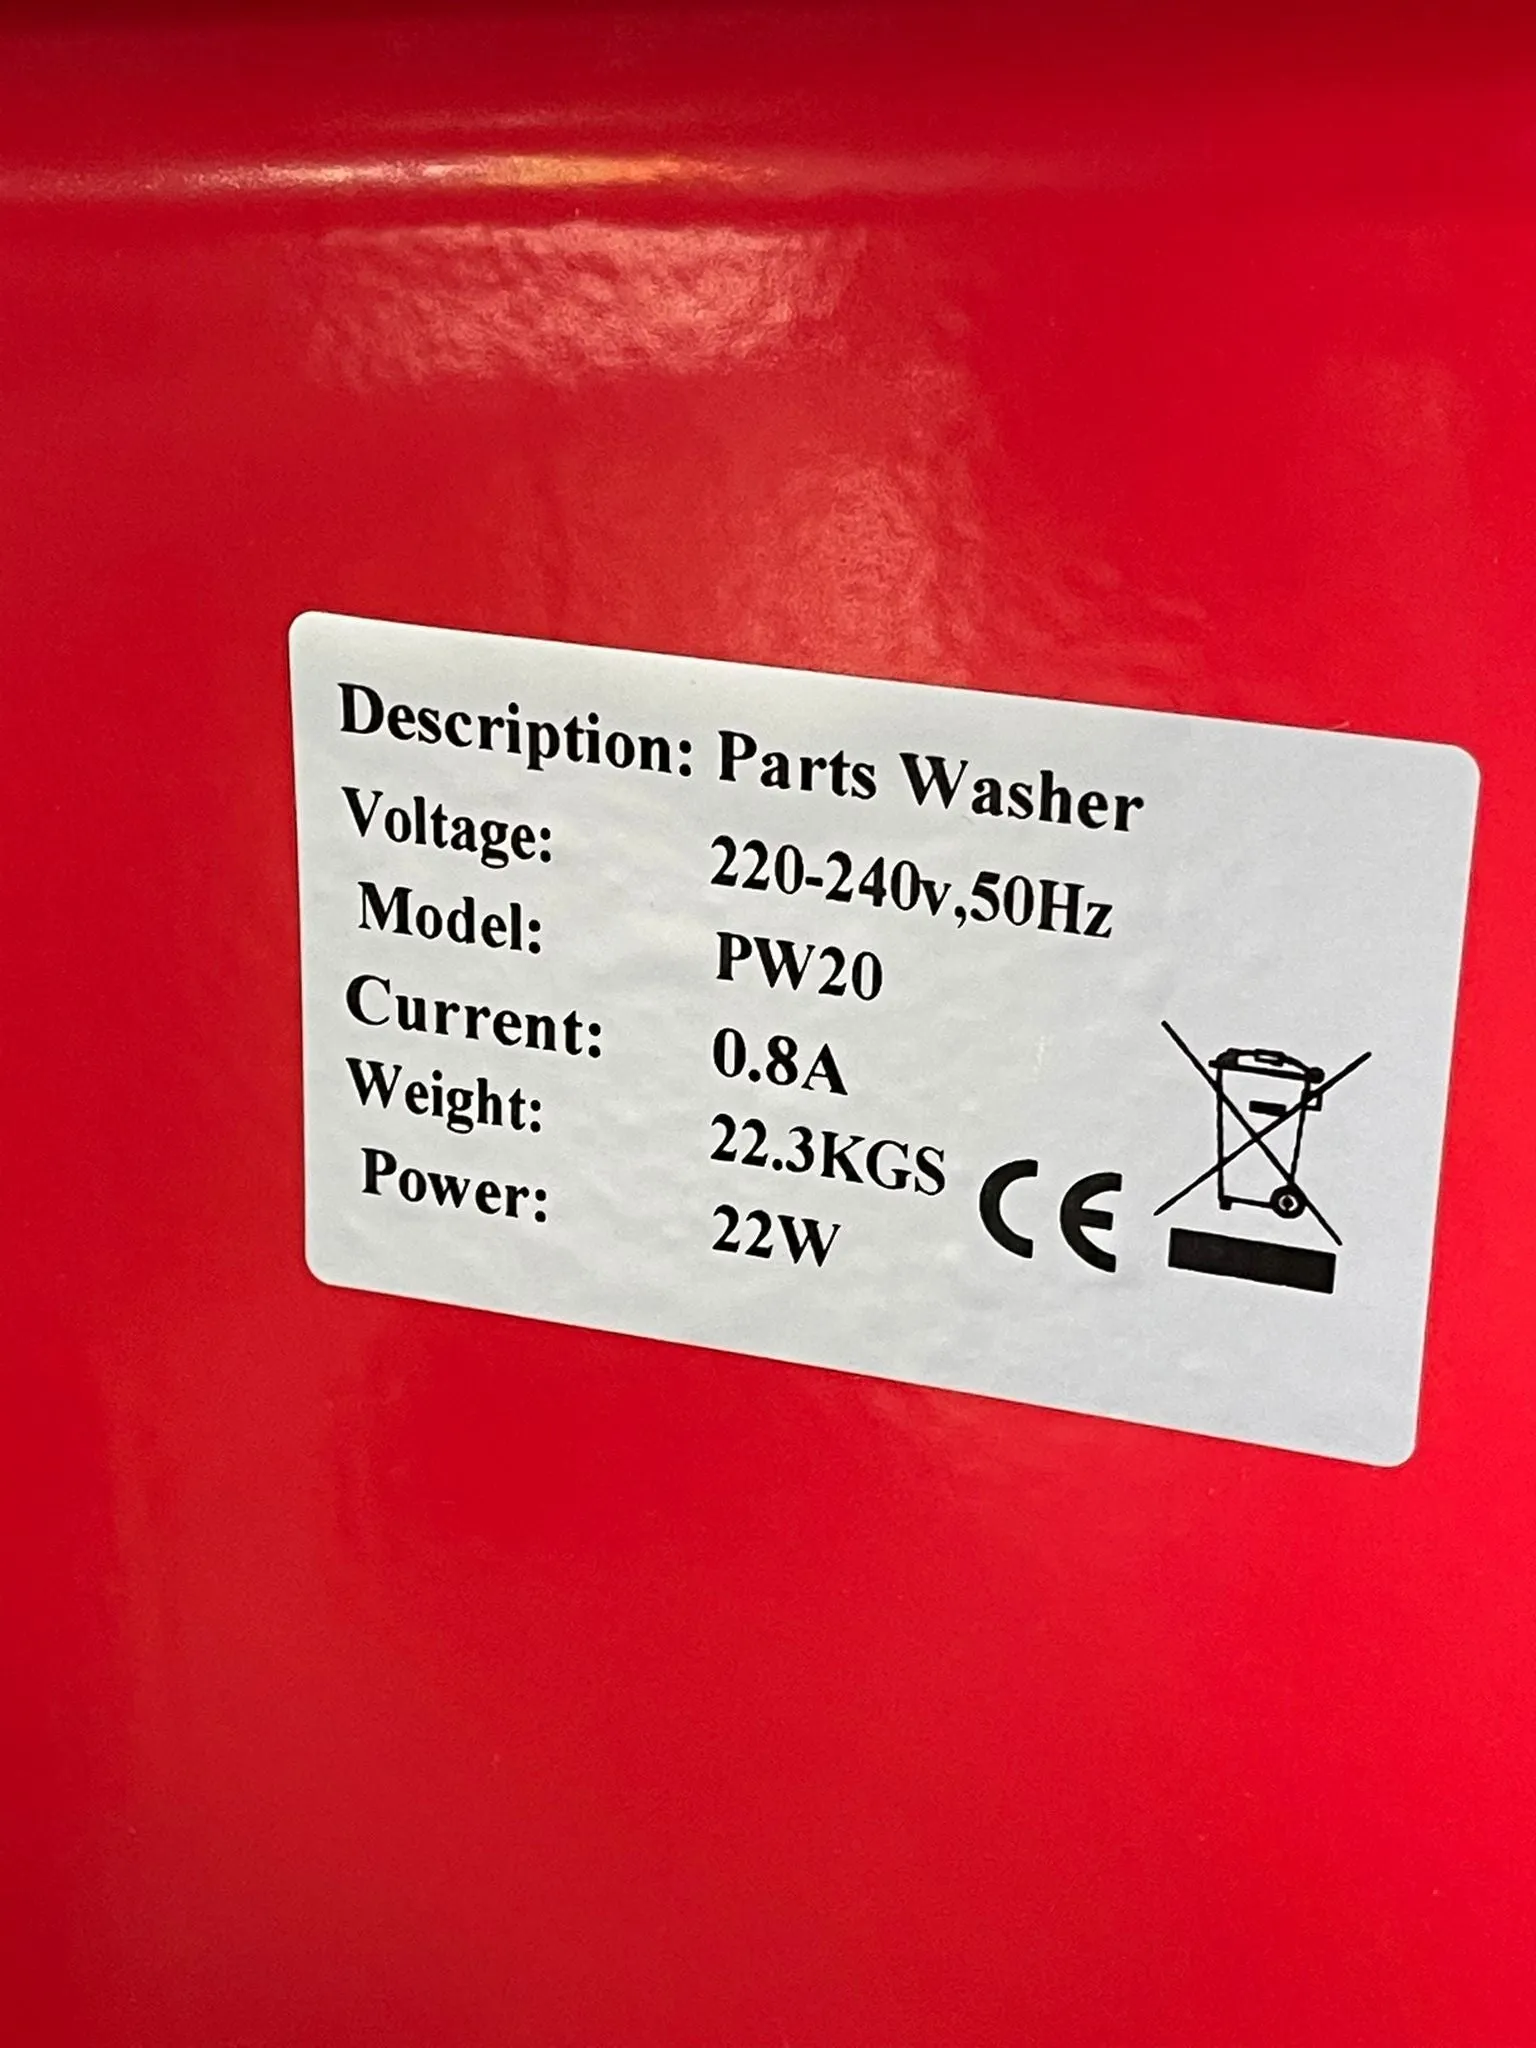 Description: Parts Washer
Voltage: 220-240v,50Hz
Model: PW20
Current: 0.8A
Weight: 22.3KGS
Power: 22W
CE